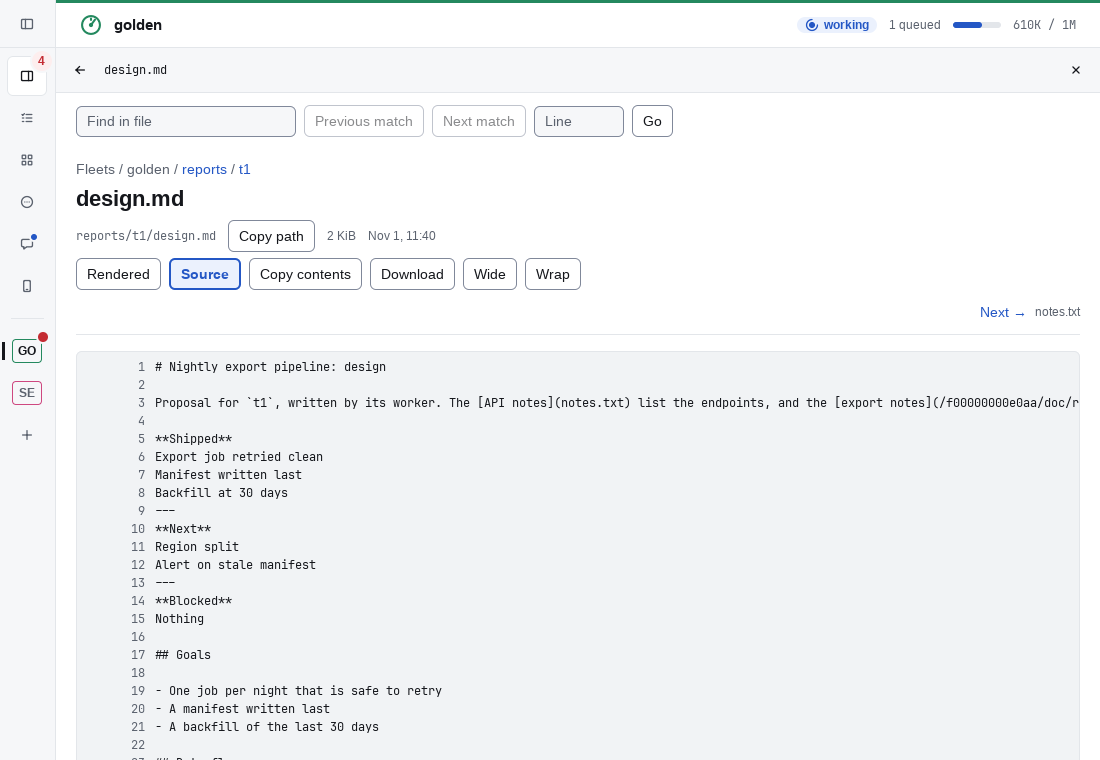 golden
working
1 queued
610K / 1M
4
design.md
Find in file
Previous match
Next match
Line
Go
Fleets / golden / reports / t1
design.md
reports/t1/design.md
Copy path
2 KiB
Nov 1, 11:40
Rendered
Source
Copy contents
Download
Wide
Wrap
Next →
notes.txt
GO
SE
1 # Nightly export pipeline: design
2
3 Proposal for `t1`, written by its worker. The [API notes](notes.txt) list the endpoints, and the [export notes](/f00000000e0aa/doc/r
4
5 **Shipped**
6 Export job retried clean
7 Manifest written last
8 Backfill at 30 days
9 ---
10 **Next**
11 Region split
12 Alert on stale manifest
13 ---
14 **Blocked**
15 Nothing
16
17 ## Goals
18
19 - One job per night that is safe to retry
20 - A manifest written last
21 - A backfill of the last 30 days
22